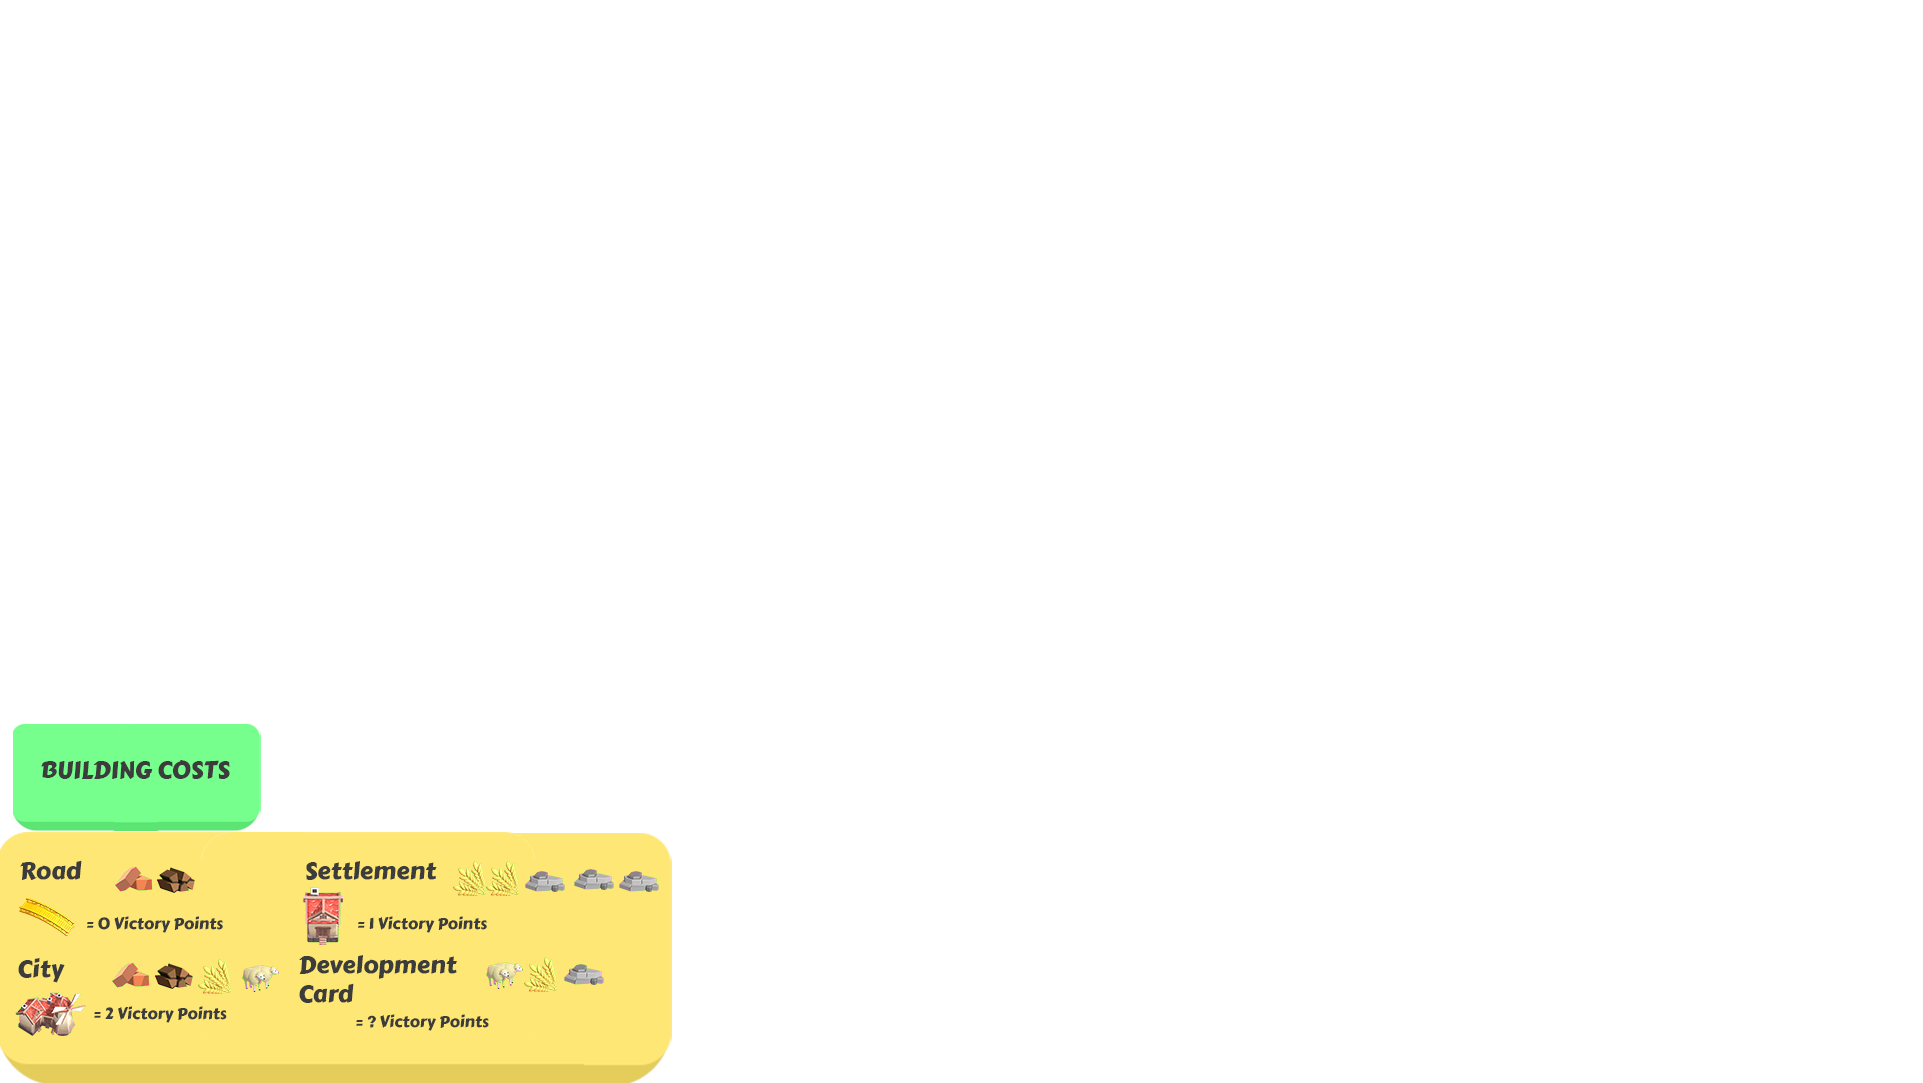 BUILDING COSTS
Road
= 0 Victory Points
Settlement
= 1 Victory Points
City
= 2 Victory Points
Development
Card
= ? Victory Points